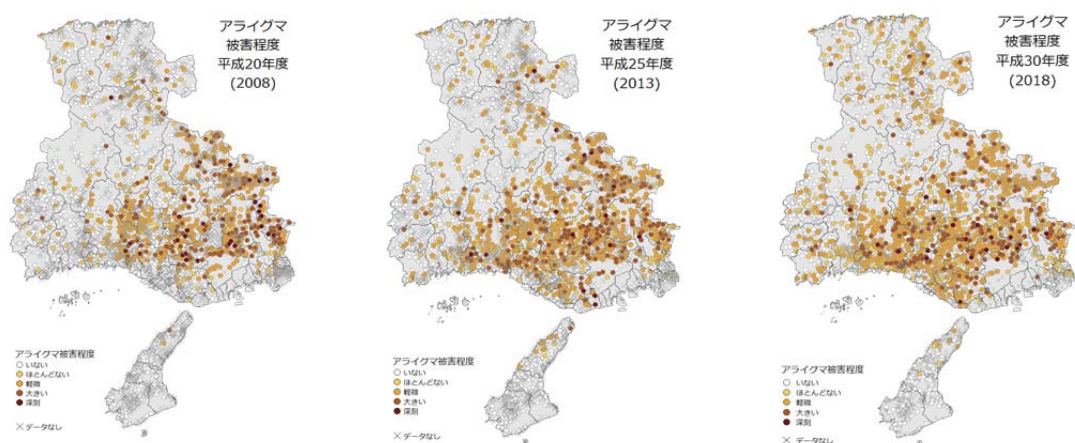 アライグマ
被害程度
平成20年度
(2008)
アライグマ被害程度
いない
ほとんどない
軽微
大きい
深刻
データなし
アライグマ
被害程度
平成25年度
(2013)
アライグマ被害程度
いない
ほとんどない
軽微
大きい
深刻
データなし
アライグマ
被害程度
平成30年度
(2018)
アライグマ被害程度
いない
ほとんどない
軽微
大きい
深刻
データなし